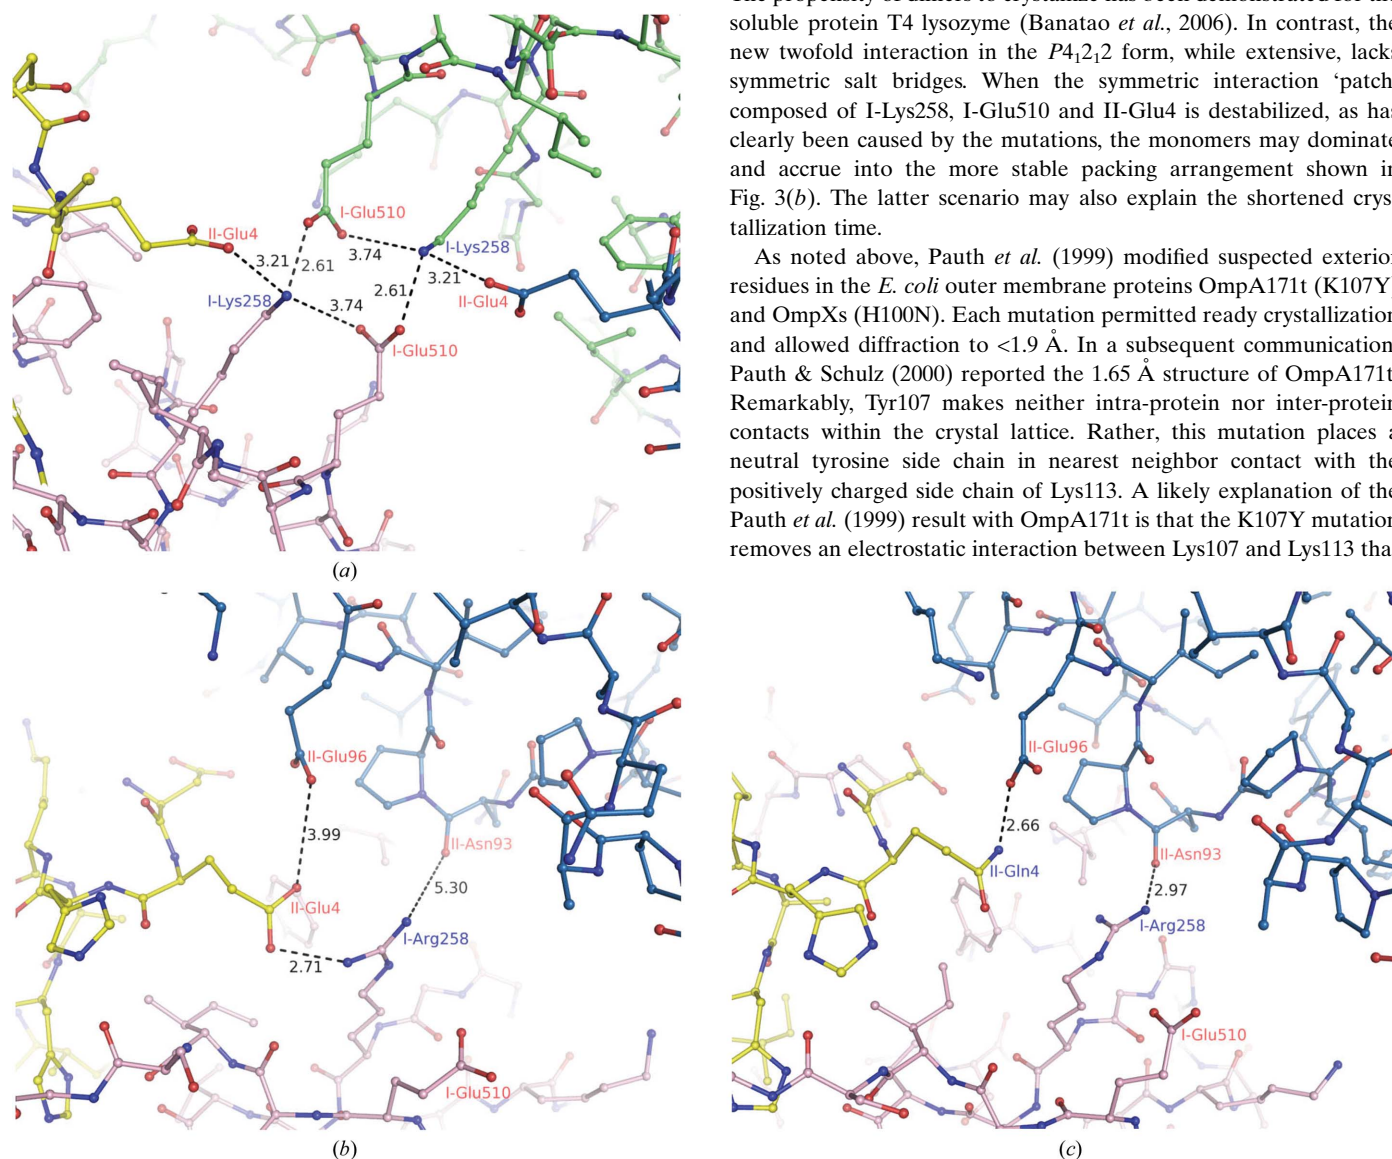 soluble protein T4 lysozyme (Banatao et al., 2006). In contrast, the
new twofold interaction in the P4₁2₁2 form, while extensive, lacks
symmetric salt bridges. When the symmetric interaction ‘patch
composed of I-Lys258, I-Glu510 and II-Glu4 is destabilized, as has
clearly been caused by the mutations, the monomers may dominate
and accrue into the more stable packing arrangement shown in
Fig. 3(b). The latter scenario may also explain the shortened crys
tallization time.
As noted above, Pauth et al. (1999) modified suspected exterior
residues in the E. coli outer membrane proteins OmpA171t (K107Y)
and OmpXs (H100N). Each mutation permitted ready crystallization
and allowed diffraction to <1.9 Å. In a subsequent communication
Pauth & Schulz (2000) reported the 1.65 Å structure of OmpA171t
Remarkably, Tyr107 makes neither intra-protein nor inter-protein
contacts within the crystal lattice. Rather, this mutation places a
neutral tyrosine side chain in nearest neighbor contact with the
positively charged side chain of Lys113. A likely explanation of the
Pauth et al. (1999) result with OmpA171t is that the K107Y mutation
removes an electrostatic interaction between Lys107 and Lys113 tha
I-Glu510
II-Glu4
I-Lys258
3.21
2.61
3.74
2.61
3.21
II-Glu4
I-Lys258
3.74
I-Glu510
(a)
II-Glu96
3.99
II-Asn93
5.30
II-Glu4
I-Arg258
2.71
I-Glu510
(b)
II-Glu96
2.66
II-Asn93
II-Gln4
2.97
I-Arg258
I-Glu510
(c)